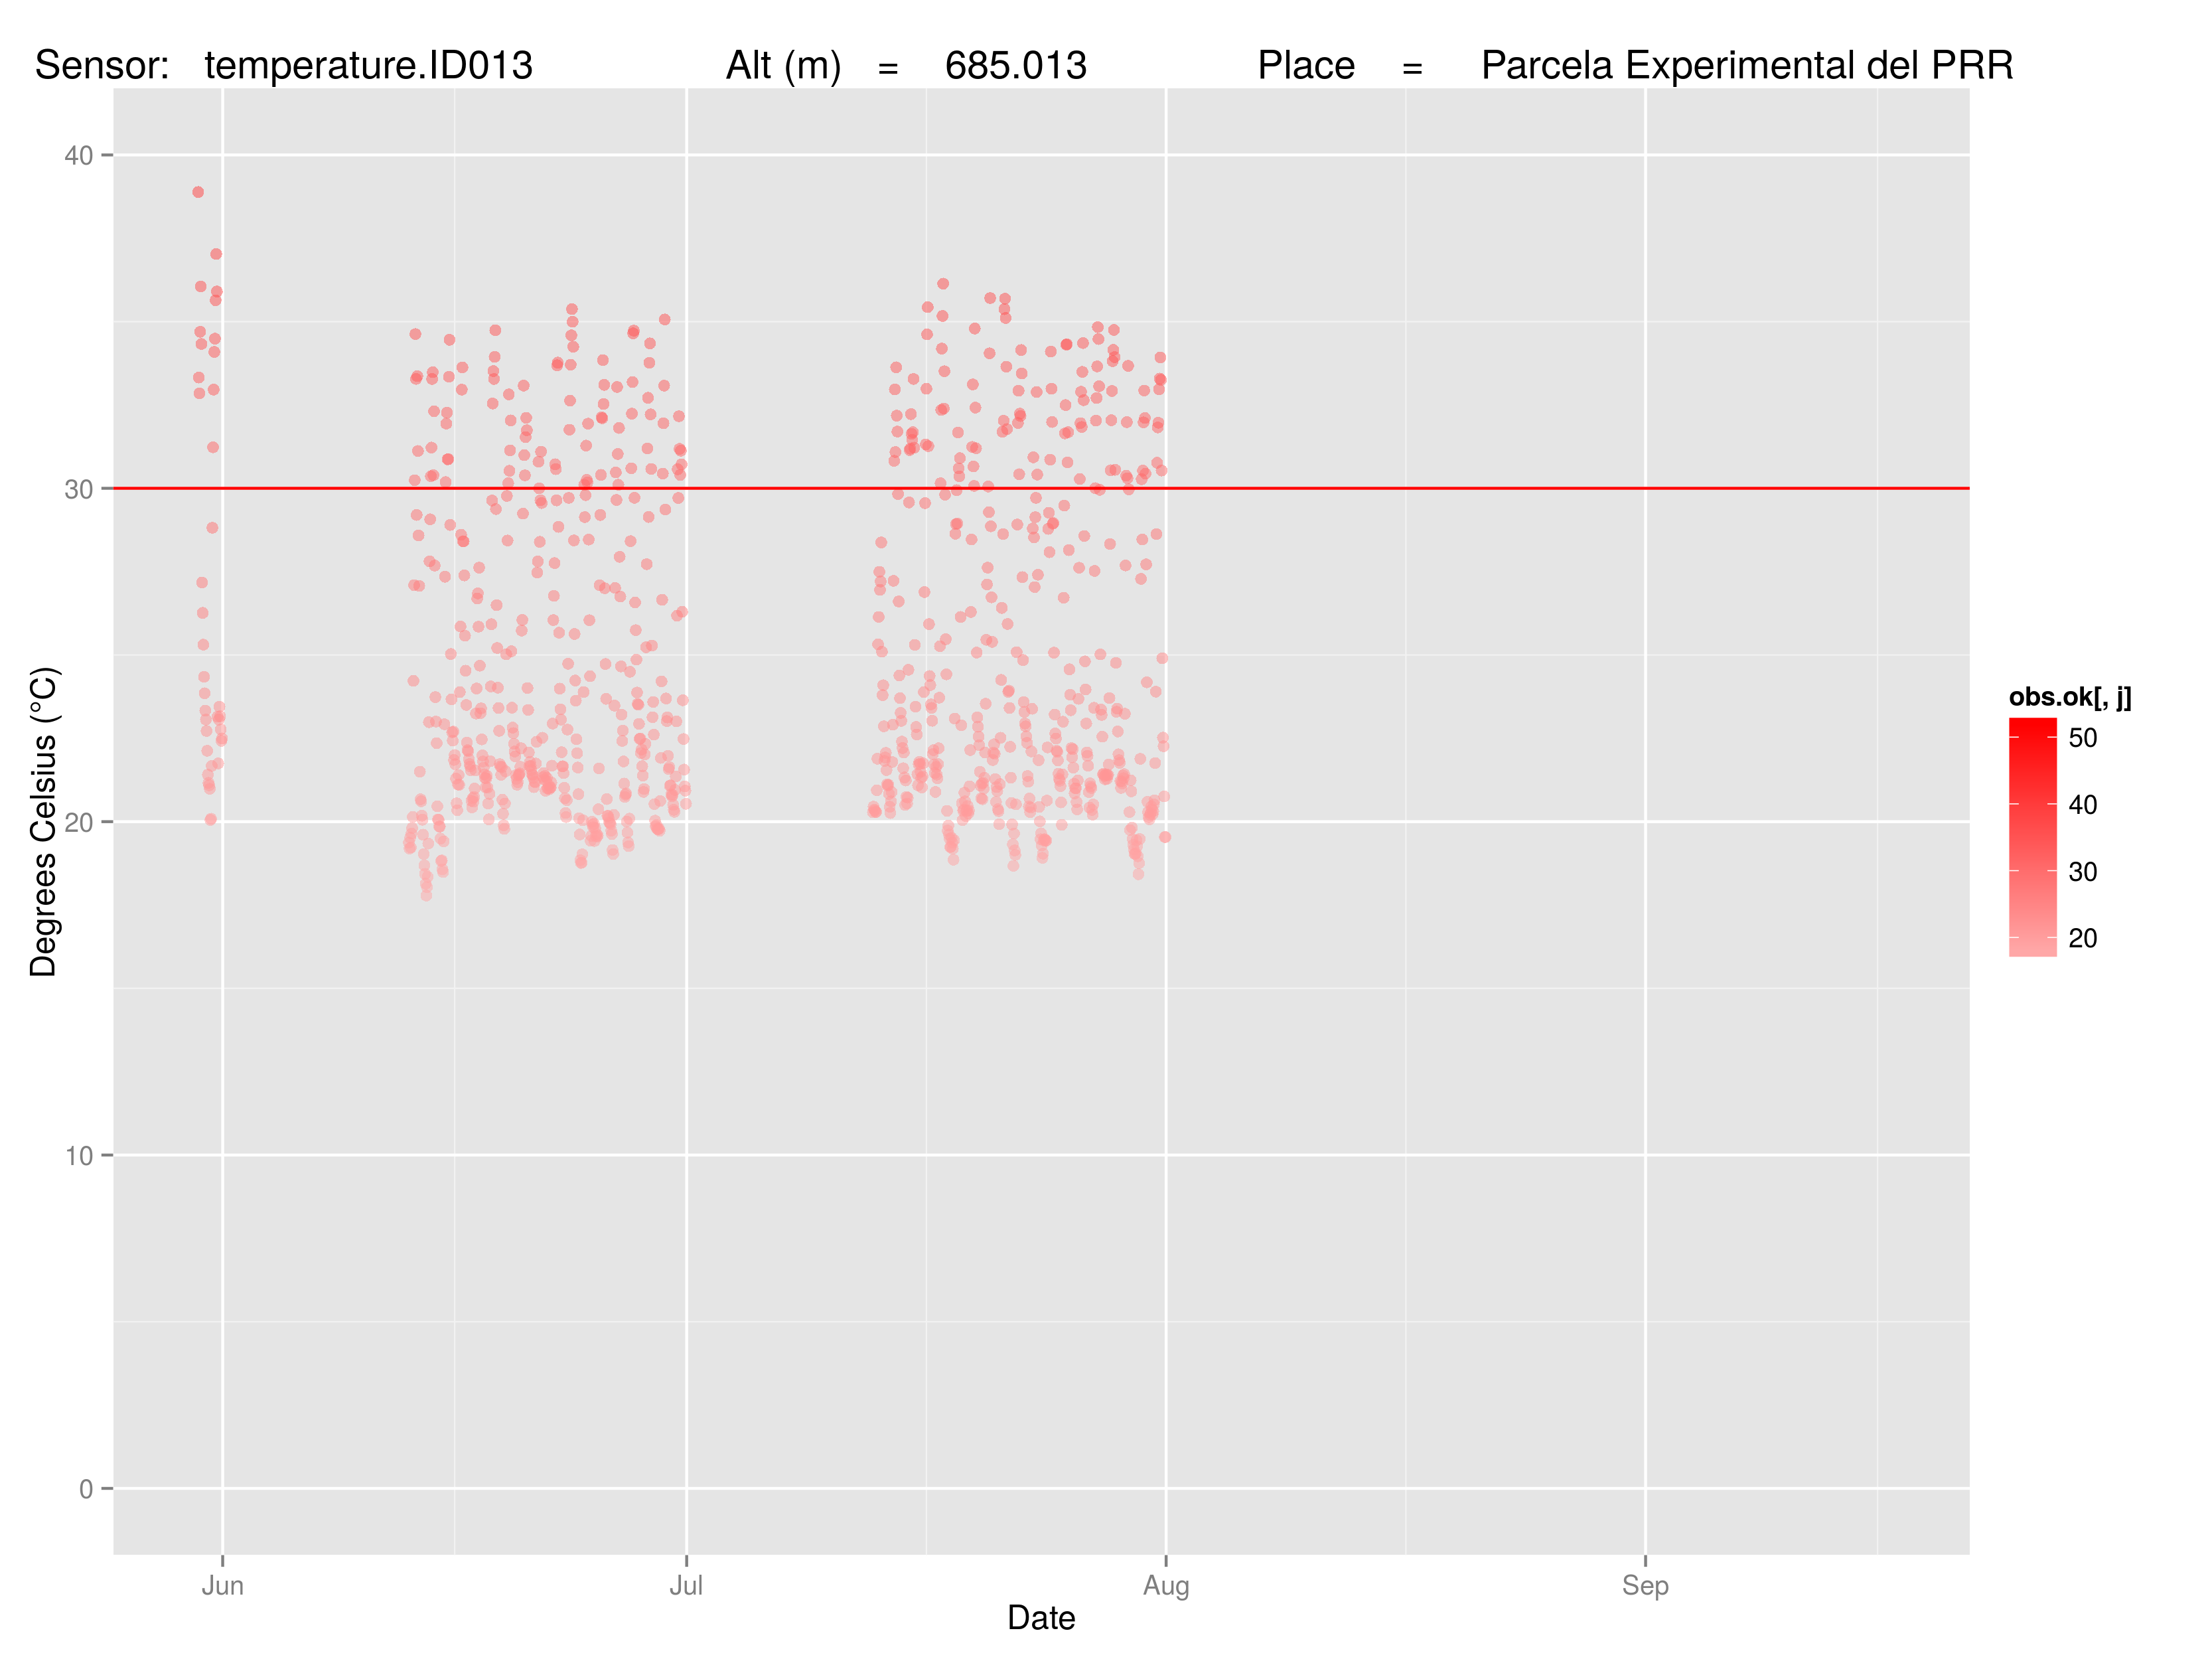 Sensor: temperature.ID013 Alt (m) = 685.013 Place = Parcela Experimental del PRR
40
30
20
10
0
Degrees Celsius (°C)
Jun Jul Aug Sep
Date
obs.ok[, j]
50
40
30
20